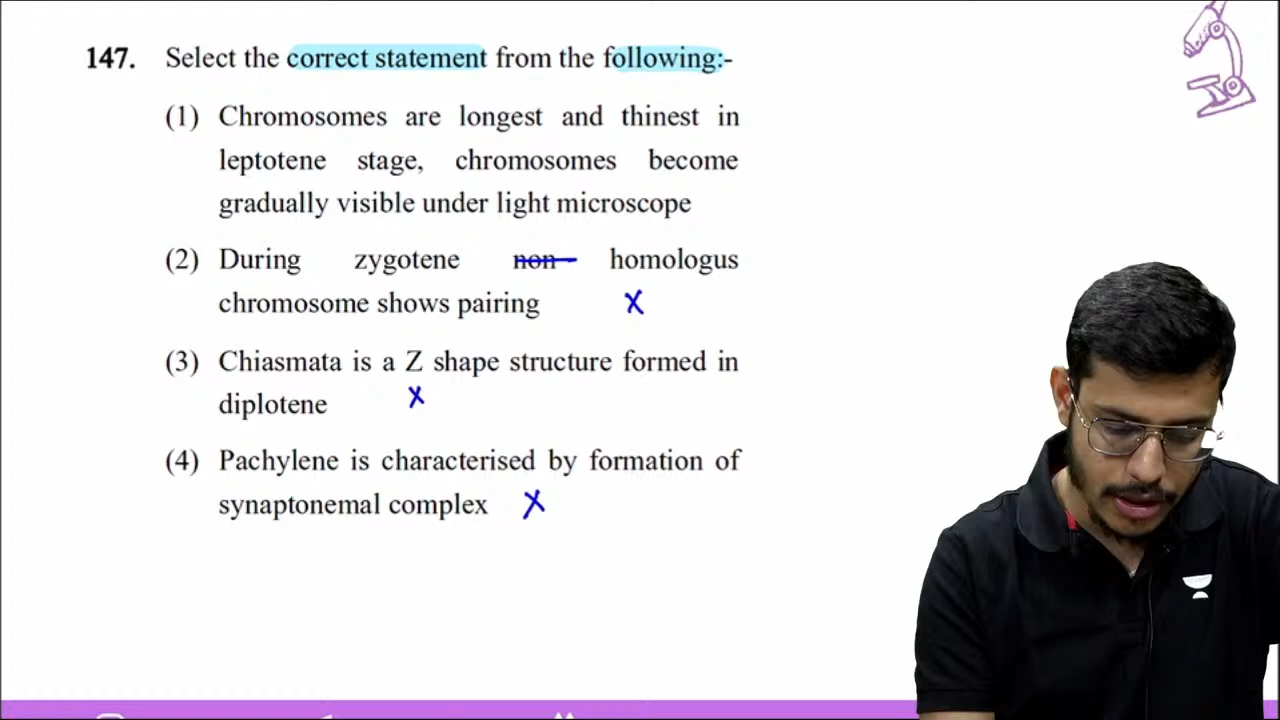 147. Select the correct statement from the following:-
(1) Chromosomes are longest and thinest in
leptotene stage, chromosomes become
gradually visible under light microscope
(2) During zygotene non homologus
chromosome shows pairing X
(3) Chiasmata is a Z shape structure formed in
diplotene X
(4) Pachylene is characterised by formation of
synaptonemal complex X